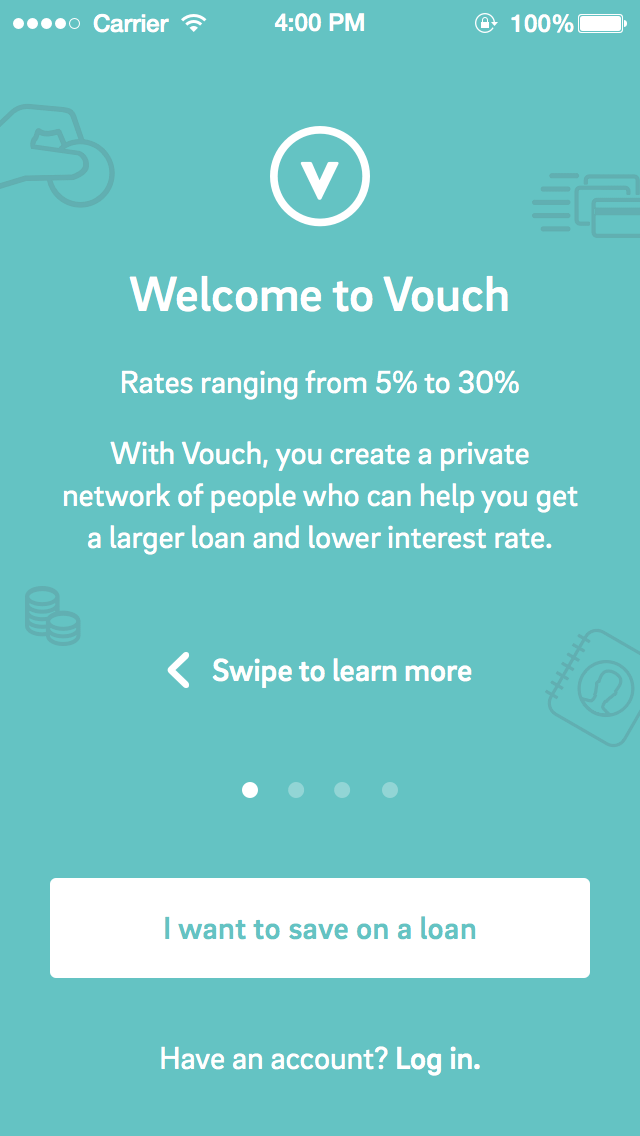 Carrier 4:00 PM 100%
V
Welcome to Vouch
Rates ranging from 5% to 30%
With Vouch, you create a private
network of people who can help you get
a larger loan and lower interest rate.
Swipe to learn more
I want to save on a loan
Have an account? Log in.